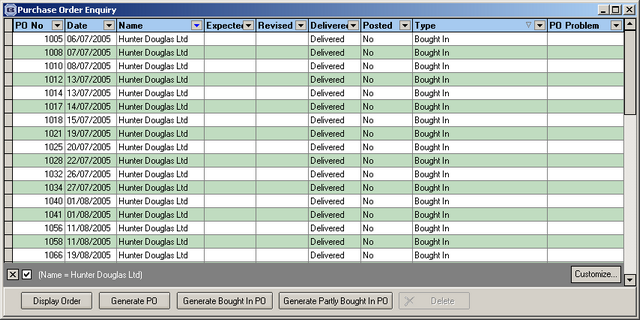 Purchase Order Enquiry
PO No Date Name Expected Revised Delivered Posted Type PO Problem
1005 06/07/2005 Hunter Douglas Ltd Delivered No Bought In
1008 07/07/2005 Hunter Douglas Ltd Delivered No Bought In
1010 08/07/2005 Hunter Douglas Ltd Delivered No Bought In
1012 13/07/2005 Hunter Douglas Ltd Delivered No Bought In
1014 13/07/2005 Hunter Douglas Ltd Delivered No Bought In
1017 14/07/2005 Hunter Douglas Ltd Delivered No Bought In
1018 15/07/2005 Hunter Douglas Ltd Delivered No Bought In
1021 19/07/2005 Hunter Douglas Ltd Delivered No Bought In
1025 20/07/2005 Hunter Douglas Ltd Delivered No Bought In
1028 22/07/2005 Hunter Douglas Ltd Delivered No Bought In
1032 26/07/2005 Hunter Douglas Ltd Delivered No Bought In
1034 27/07/2005 Hunter Douglas Ltd Delivered No Bought In
1040 01/08/2005 Hunter Douglas Ltd Delivered No Bought In
1041 01/08/2005 Hunter Douglas Ltd Delivered No Bought In
1056 11/08/2005 Hunter Douglas Ltd Delivered No Bought In
1058 11/08/2005 Hunter Douglas Ltd Delivered No Bought In
1066 19/08/2005 Hunter Douglas Ltd Delivered No Bought In
(Name = Hunter Douglas Ltd) Customize...
Display Order Generate PO Generate Bought In PO Generate Partly Bought In PO Delete